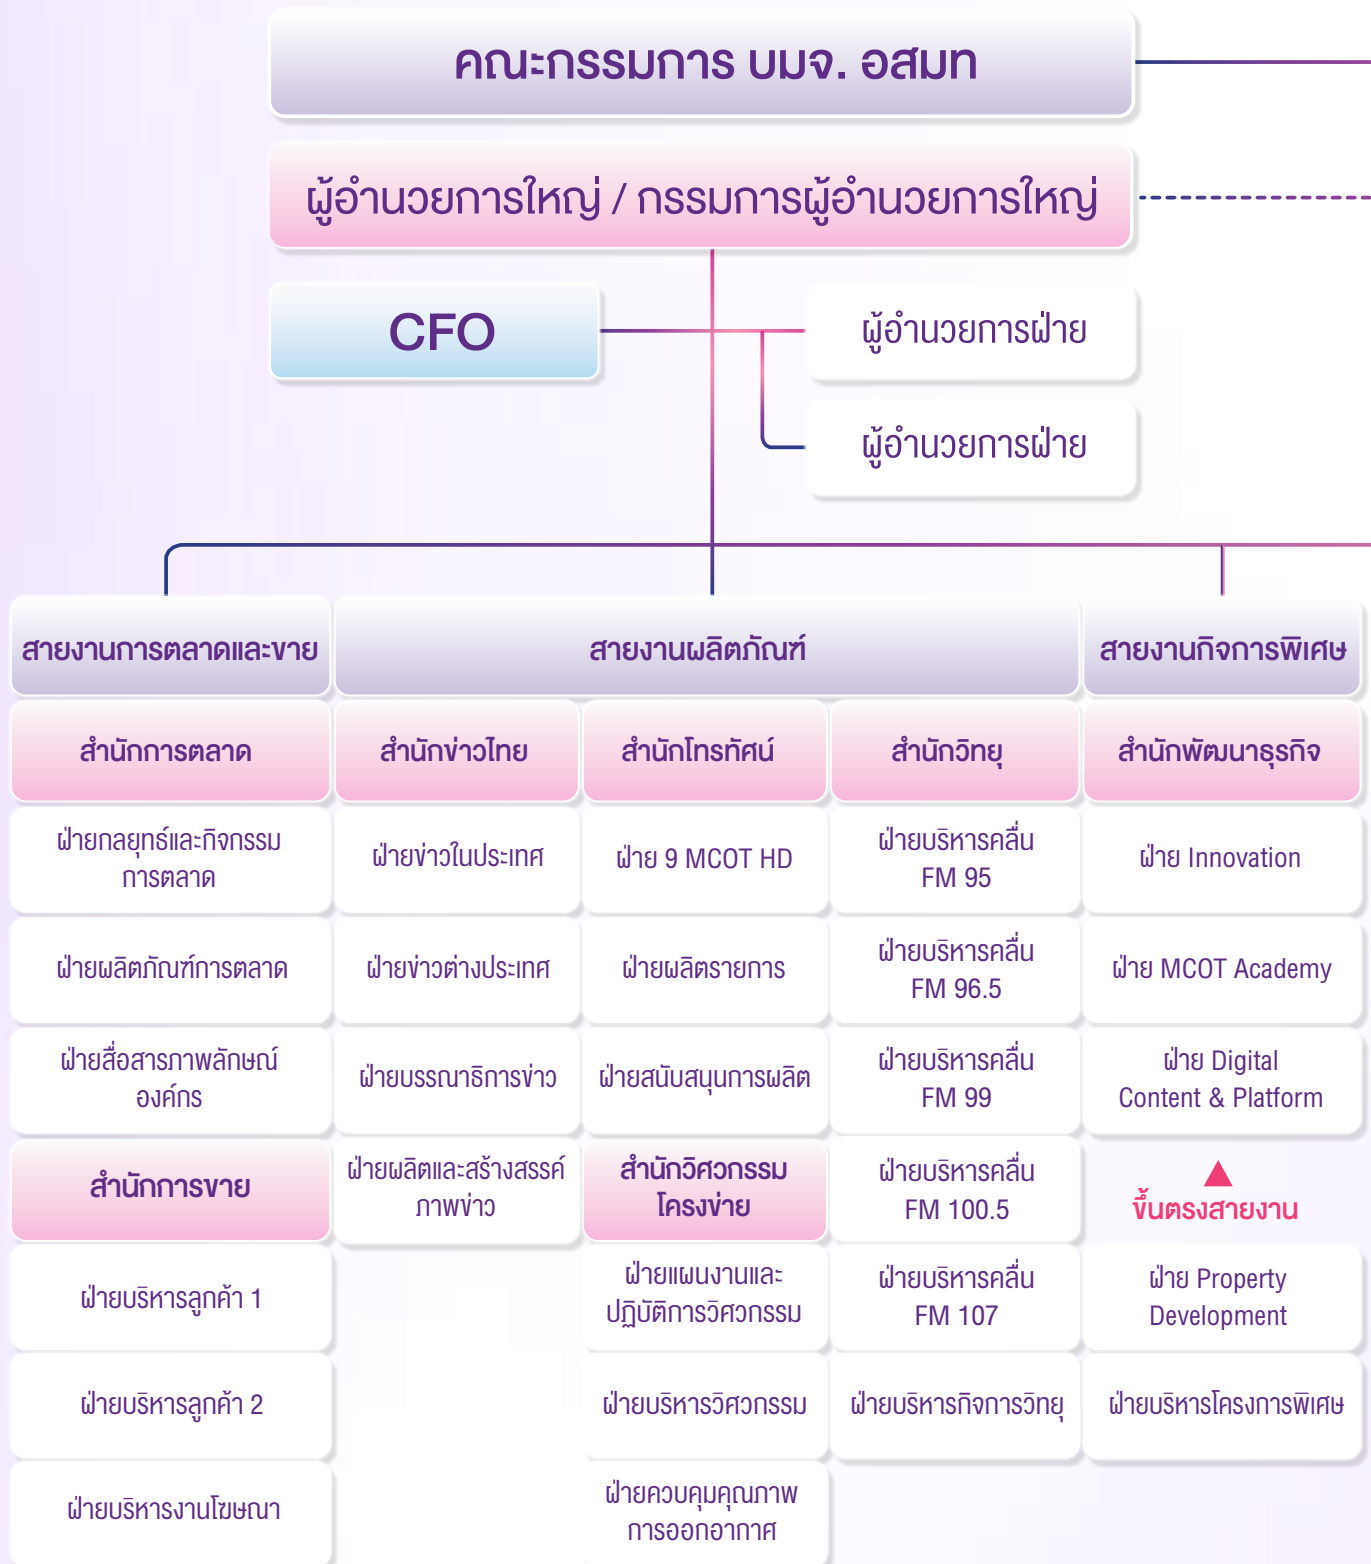 คณะกรรมการ บมจ. อสมท
ผู้อำนวยการใหญ่ / กรรมการผู้อำนวยการใหญ่
CFO
ผู้อำนวยการฝ่าย
ผู้อำนวยการฝ่าย
สายงานการตลาดและขาย
สำนักการตลาด
ฝ่ายกลยุทธ์และกิจกรรม
การตลาด
ฝ่ายผลิตภัณฑ์การตลาด
ฝ่ายสื่อสารภาพลักษณ์
องค์กร
สำนักการขาย
ฝ่ายบริหารลูกค้า 1
ฝ่ายบริหารลูกค้า 2
ฝ่ายบริหารงานโฆษณา
สายงานผลิตภัณฑ์
สำนักข่าวไทย
ฝ่ายข่าวในประเทศ
ฝ่ายข่าวต่างประเทศ
ฝ่ายบรรณาธิการข่าว
ฝ่ายผลิตและสร้างสรรค์
ภาพข่าว
สำนักโทรทัศน์
ฝ่าย 9 MCOT HD
ฝ่ายผลิตรายการ
ฝ่ายสนับสนุนการผลิต
สำนักวิศวกรรม
โครงข่าย
ฝ่ายแผนงานและ
ปฏิบัติการวิศวกรรม
ฝ่ายบริหารวิศวกรรม
ฝ่ายควบคุมคุณภาพ
การออกอากาศ
สำนักวิทยุ
ฝ่ายบริหารคลื่น
FM 95
ฝ่ายบริหารคลื่น
FM 96.5
ฝ่ายบริหารคลื่น
FM 99
ฝ่ายบริหารคลื่น
FM 100.5
ฝ่ายบริหารคลื่น
FM 107
ฝ่ายบริหารกิจการวิทยุ
สายงานกิจการพิเศษ
สำนักพัฒนาธุรกิจ
ฝ่าย Innovation
ฝ่าย MCOT Academy
ฝ่าย Digital
Content & Platform
ขึ้นตรงสายงาน
ฝ่าย Property
Development
ฝ่ายบริหารโครงการพิเศษ